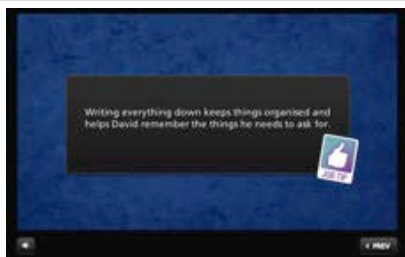 Writing everything down keeps things organised and
helps David remember the things he needs to ask for.
JOB TIP
PREV